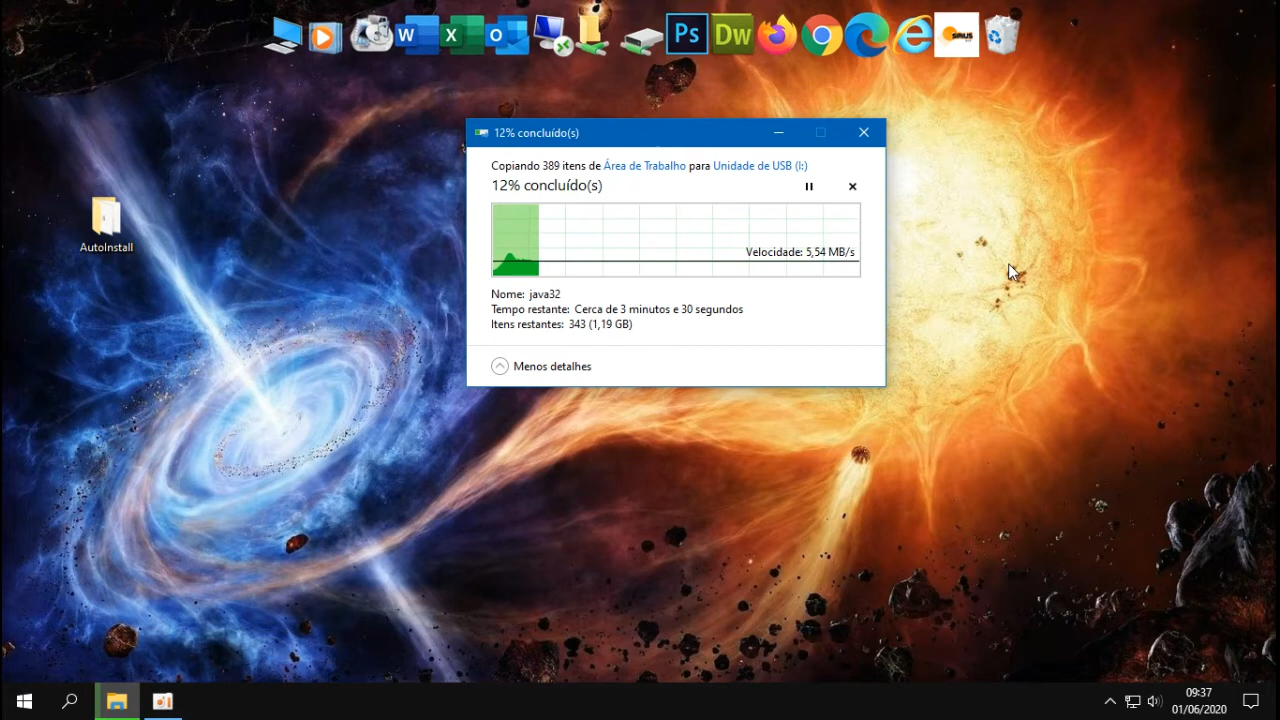 W
X
O
Ps
Dw
SIRIUS
12% concluído(s)
Copiando 389 itens de Área de Trabalho para Unidade de USB (I:)
12% concluído(s)
Velocidade: 5,54 MB/s
Nome: java32
Tempo restante: Cerca de 3 minutos e 30 segundos
Itens restantes: 343 (1,19 GB)
Menos detalhes
AutoInstall
09:37
01/06/2020